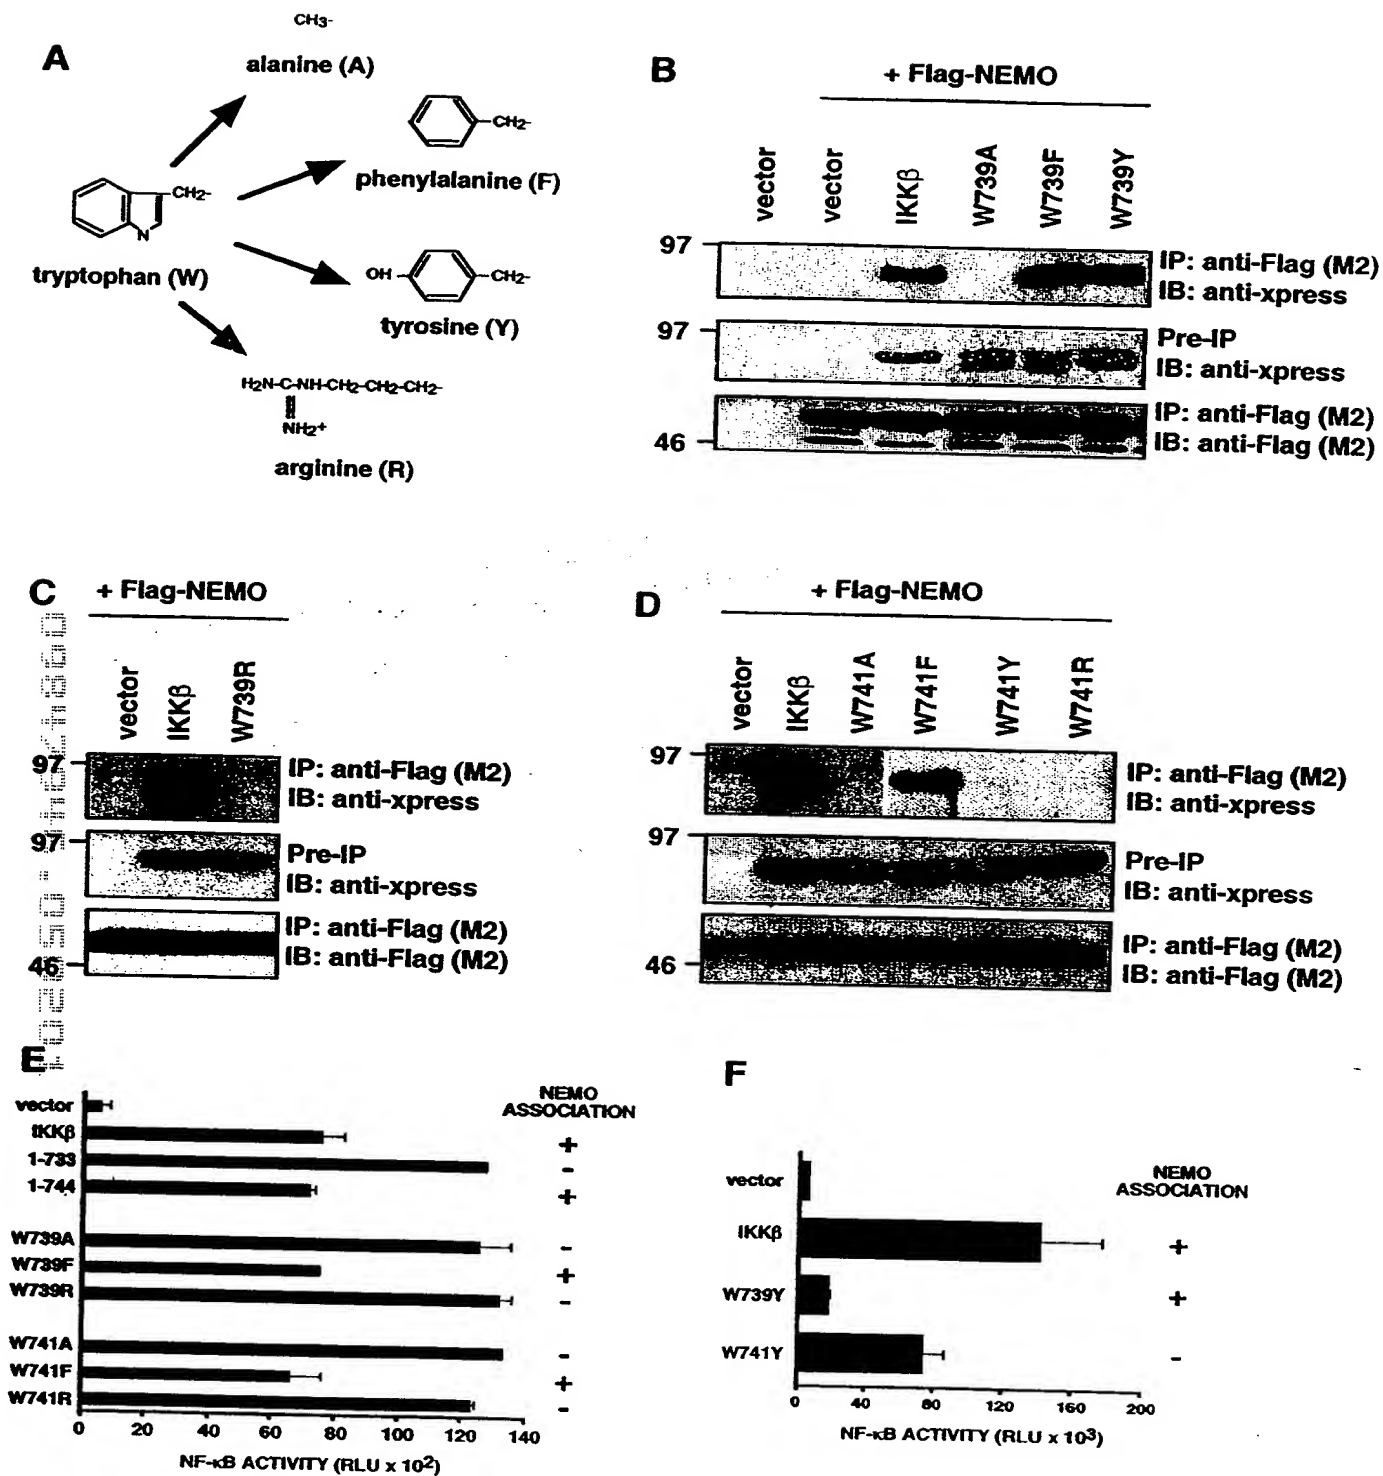 A
CH3-
alanine (A)
CH2-
phenylalanine (F)
CH2-
N
tryptophan (W)
OH
CH2-
tyrosine (Y)
H2N-C-NH-CH2-CH2-CH2-
NH2+
arginine (R)
B
+ Flag-NEMO
vector
vector
IKKβ
W739A
W739F
W739Y
97
IP: anti-Flag (M2)
IB: anti-xpress
97
Pre-IP
IB: anti-xpress
46
IP: anti-Flag (M2)
IB: anti-Flag (M2)
C
+ Flag-NEMO
vector
IKKβ
W739R
97
IP: anti-Flag (M2)
IB: anti-xpress
97
Pre-IP
IB: anti-xpress
46
IP: anti-Flag (M2)
IB: anti-Flag (M2)
D
+ Flag-NEMO
vector
IKKβ
W741A
W741F
W741Y
W741R
97
IP: anti-Flag (M2)
IB: anti-xpress
97
Pre-IP
IB: anti-xpress
46
IP: anti-Flag (M2)
IB: anti-Flag (M2)
E
NEMO
ASSOCIATION
vector
IKKβ +
1-733 -
1-744 +
W739A -
W739F +
W739R -
W741A -
W741F +
W741R -
0 20 40 60 80 100 120 140
NF-κB ACTIVITY (RLU x 10²)
F
NEMO
ASSOCIATION
vector
IKKβ +
W739Y +
W741Y -
0 40 80 120 160 200
NF-κB ACTIVITY (RLU x 10³)